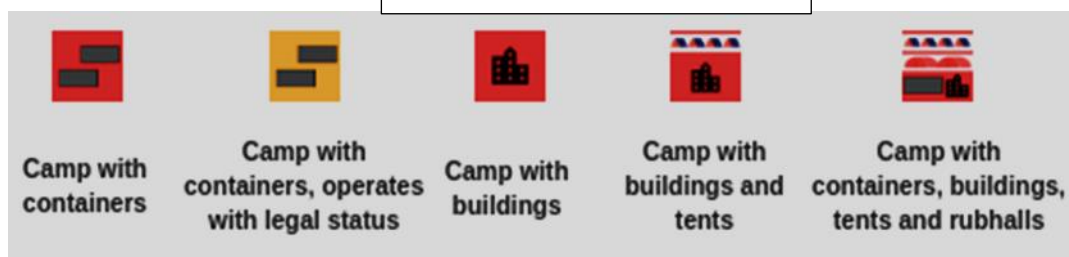 Camp with
containers
Camp with
containers, operates
with legal status
Camp with
buildings
Camp with
buildings and
tents
Camp with
containers, buildings,
tents and rubhalls